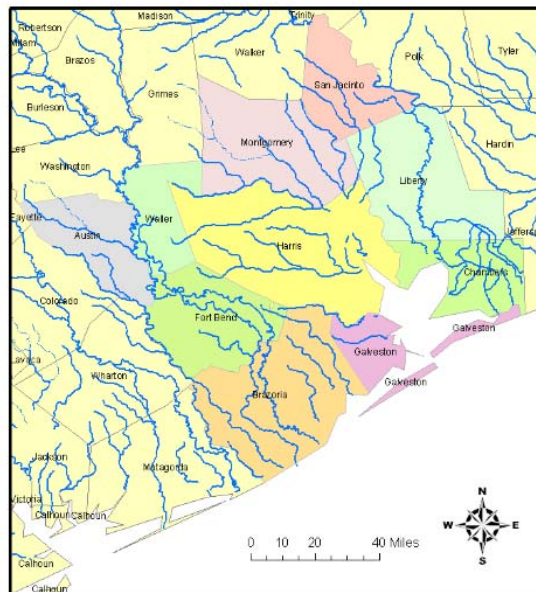 Madison
Trinity
Robertson
Milam
Brazos
Walker
Polk
Tyler
San Jacinto
Grimes
Burleson
Montgomery
Hardin
Lee
Washington
Liberty
Fayette
Waller
Austin
Harris
Jefferson
Chambers
Colorado
Fort Bend
Galveston
Galveston
Lavaca
Galveston
Wharton
Brazoria
Jackson
Matagorda
Victoria
Calhoun
Calhoun
Calhoun
Calhoun
N
W E
S
0 10 20 40 Miles